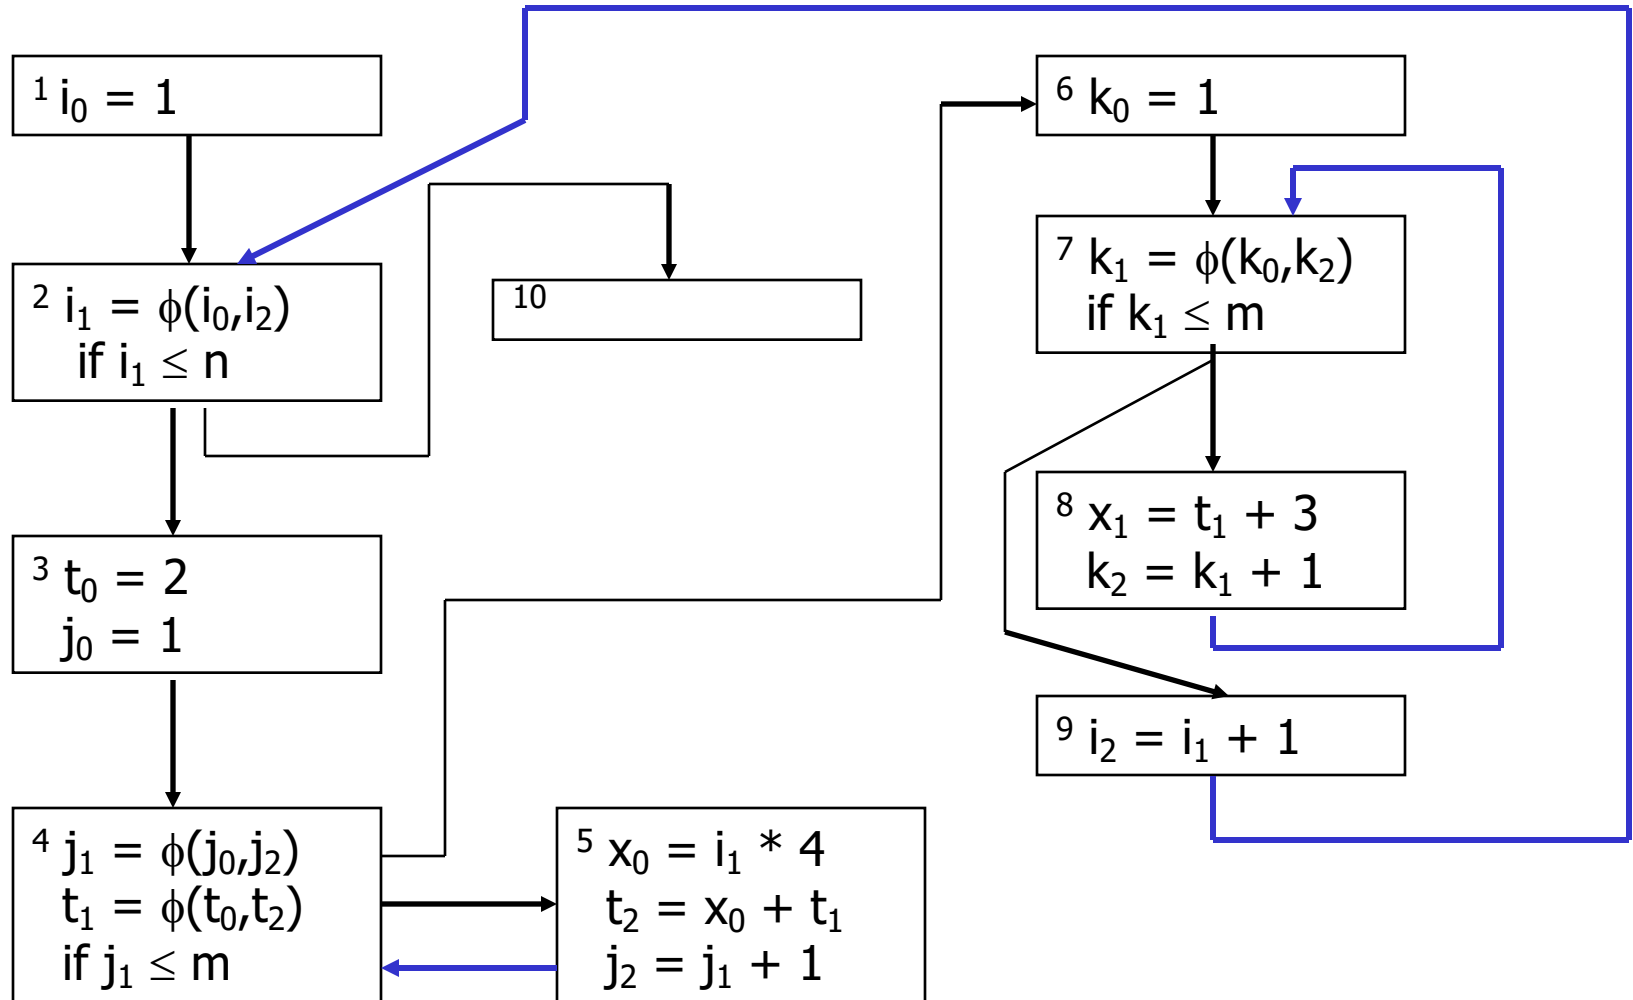 1 i₀ = 1
2 i₁ = ϕ(i₀,i₂)
if i₁ ≤ n
3 t₀ = 2
j₀ = 1
4 j₁ = ϕ(j₀,j₂)
t₁ = ϕ(t₀,t₂)
if j₁ ≤ m
5 x₀ = i₁ * 4
t₂ = x₀ + t₁
j₂ = j₁ + 1
6 k₀ = 1
7 k₁ = ϕ(k₀,k₂)
if k₁ ≤ m
8 x₁ = t₁ + 3
k₂ = k₁ + 1
9 i₂ = i₁ + 1
10